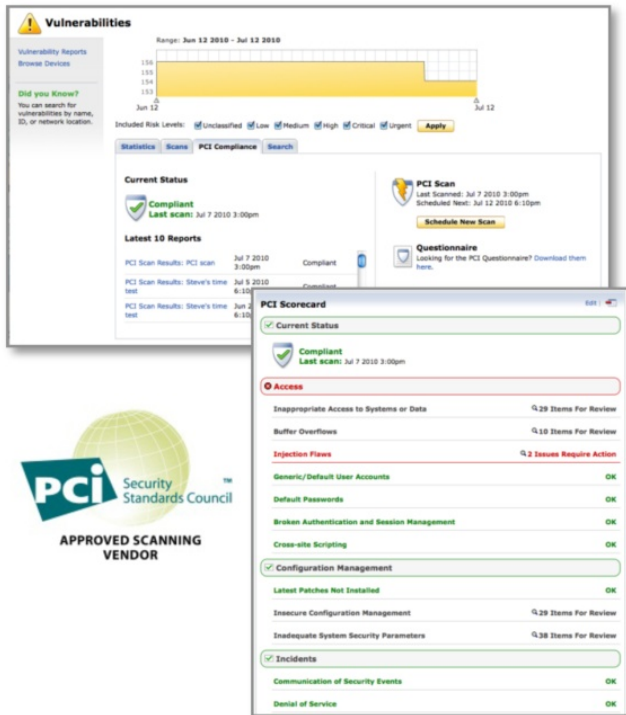 Vulnerabilities
Vulnerability Reports
Browse Devices
Did you Know?
You can search for
vulnerabilities by name,
ID, or network location.
Range: Jun 12 2010 - Jul 12 2010
156
155
154
153
Jun 12
Jul 12
Included Risk Levels: Unclassified Low Medium High Critical Urgent Apply
Statistics Scans PCI Compliance Search
Current Status
Compliant
Last scan: Jul 7 2010 3:00pm
Latest 10 Reports
PCI Scan Results: PCI scan Jul 7 2010 3:00pm Compliant
PCI Scan Results: Steve's time test Jul 5 2010
PCI Scan Results: Steve's time test
PCI Scan
Last Scanned: Jul 7 2010 3:00pm
Scheduled Next: Jul 12 2010 6:10pm
Schedule New Scan
Questionnaire
Looking for the PCI Questionnaire? Download them
here.
PCI Scorecard Edit
Current Status
Compliant
Last scan: Jul 7 2010 3:00pm
Access
Inappropriate Access to Systems or Data 29 Items For Review
Buffer Overflows 10 Items For Review
Injection Flaws 2 Issues Require Action
Generic/Default User Accounts OK
Default Passwords OK
Broken Authentication and Session Management OK
Cross-site Scripting OK
Configuration Management
Latest Patches Not Installed OK
Insecure Configuration Management 29 Items For Review
Inadequate System Security Parameters 38 Items For Review
Incidents
Communication of Security Events OK
Denial of Service OK
PCi Security
Standards Council ™
APPROVED SCANNING
VENDOR